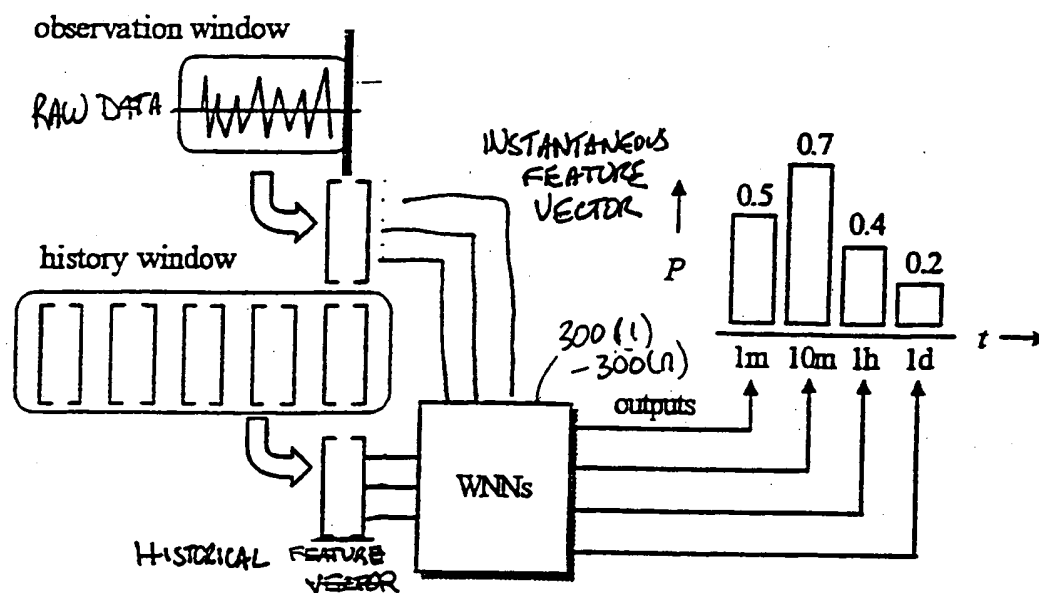 observation window
RAW DATA
INSTANTANEOUS
FEATURE
VECTOR
P
0.5
0.7
0.4
0.2
1m
10m
1h
1d
t
history window
300 (1)
- 300 (n)
outputs
WNNs
HISTORICAL FEATURE
VECTOR